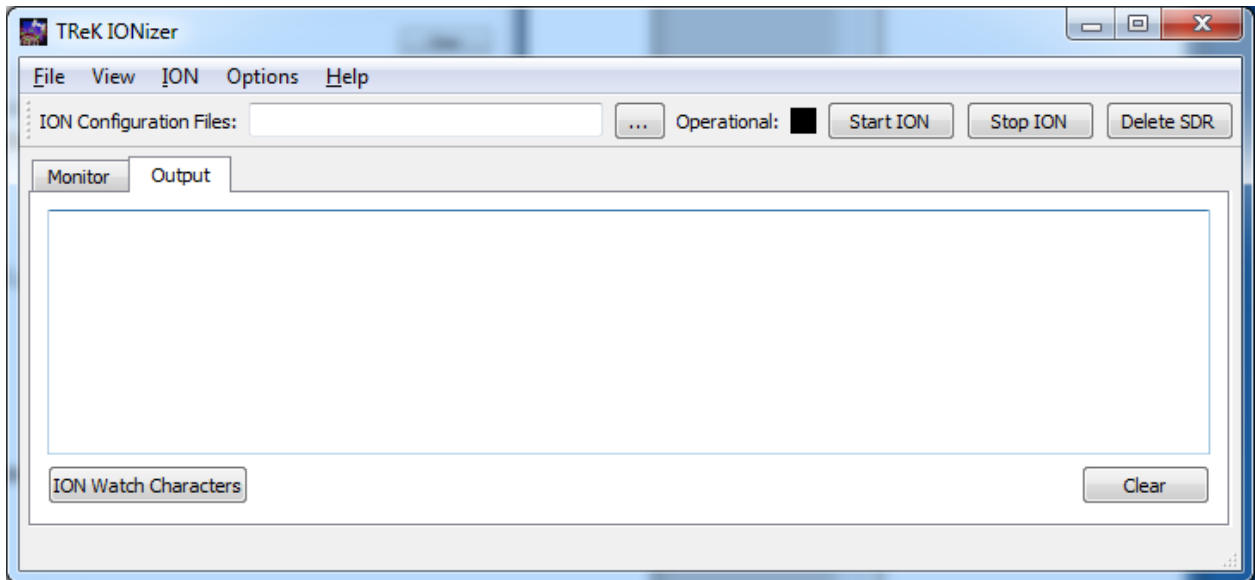 TReK IONizer
File View ION Options Help
ION Configuration Files: ... Operational: Start ION Stop ION Delete SDR
Monitor Output
ION Watch Characters Clear